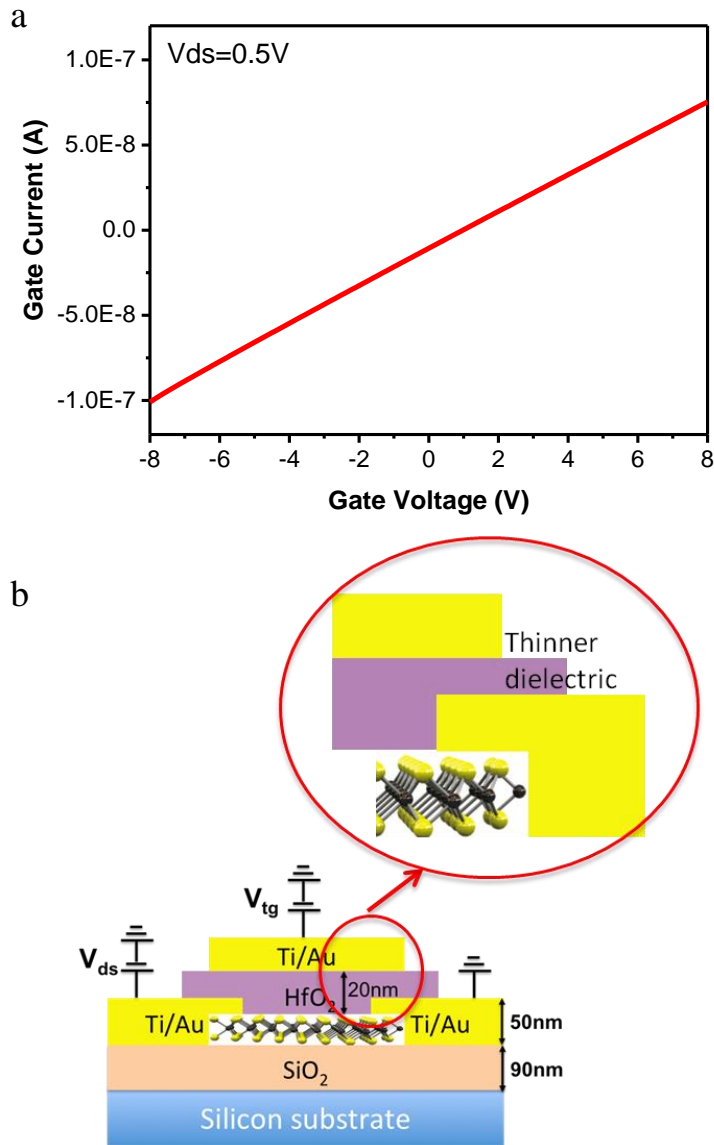 a
Vds=0.5V
1.0E-7
5.0E-8
0.0
-5.0E-8
-1.0E-7
Gate Current (A)
-8 -6 -4 -2 0 2 4 6 8
Gate Voltage (V)
b
Thinner
dielectric
Vtg
Vds
Ti/Au
20nm
HfO2
Ti/Au
Ti/Au
50nm
SiO2
90nm
Silicon substrate